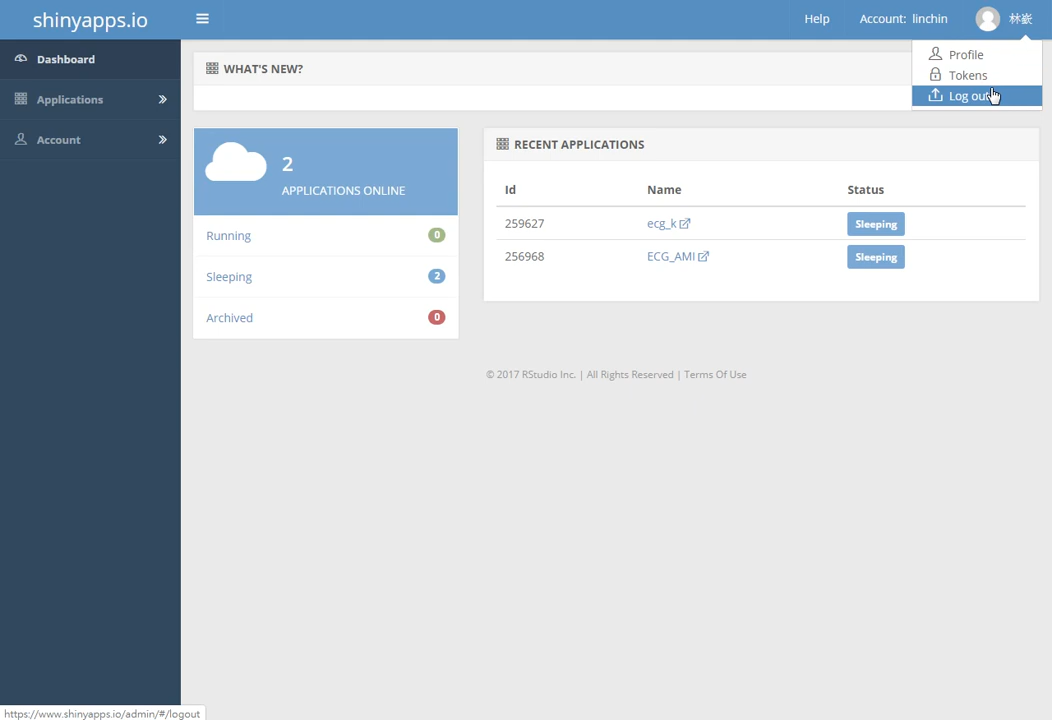 shinyapps.io
Help
Account: linchin
林嶔
Dashboard
Applications
Account
Profile
Tokens
Log out
WHAT'S NEW?
2
APPLICATIONS ONLINE
Running 0
Sleeping 2
Archived 0
RECENT APPLICATIONS
Id Name Status
259627 ecg_k Sleeping
256968 ECG_AMI Sleeping
© 2017 RStudio Inc. | All Rights Reserved | Terms Of Use
https://www.shinyapps.io/admin/#/logout